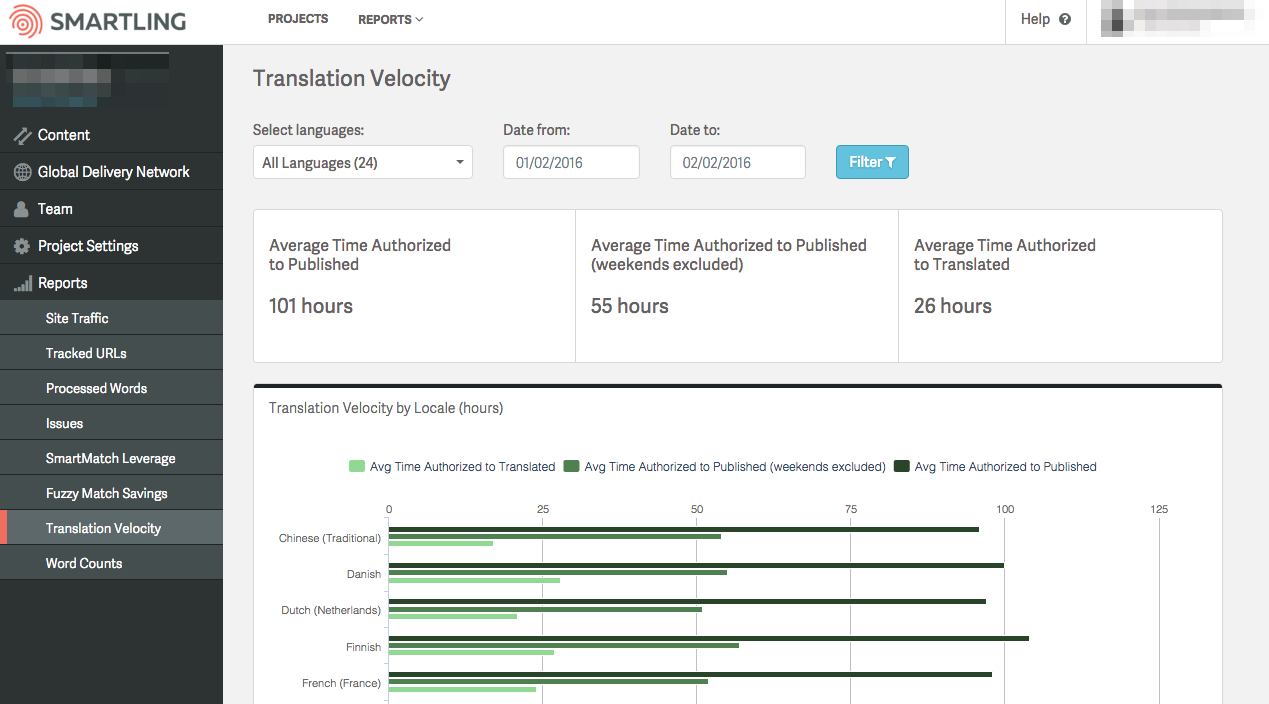 SMARTLING
PROJECTS
REPORTS
Help
Content
Global Delivery Network
Team
Project Settings
Reports
Site Traffic
Tracked URLs
Processed Words
Issues
SmartMatch Leverage
Fuzzy Match Savings
Translation Velocity
Word Counts
Translation Velocity
Select languages:
All Languages (24)
Date from:
01/02/2016
Date to:
02/02/2016
Filter
Average Time Authorized
to Published
101 hours
Average Time Authorized to Published
(weekends excluded)
55 hours
Average Time Authorized
to Translated
26 hours
Translation Velocity by Locale (hours)
Avg Time Authorized to Translated
Avg Time Authorized to Published (weekends excluded)
Avg Time Authorized to Published
0 25 50 75 100 125
Chinese (Traditional)
Danish
Dutch (Netherlands)
Finnish
French (France)